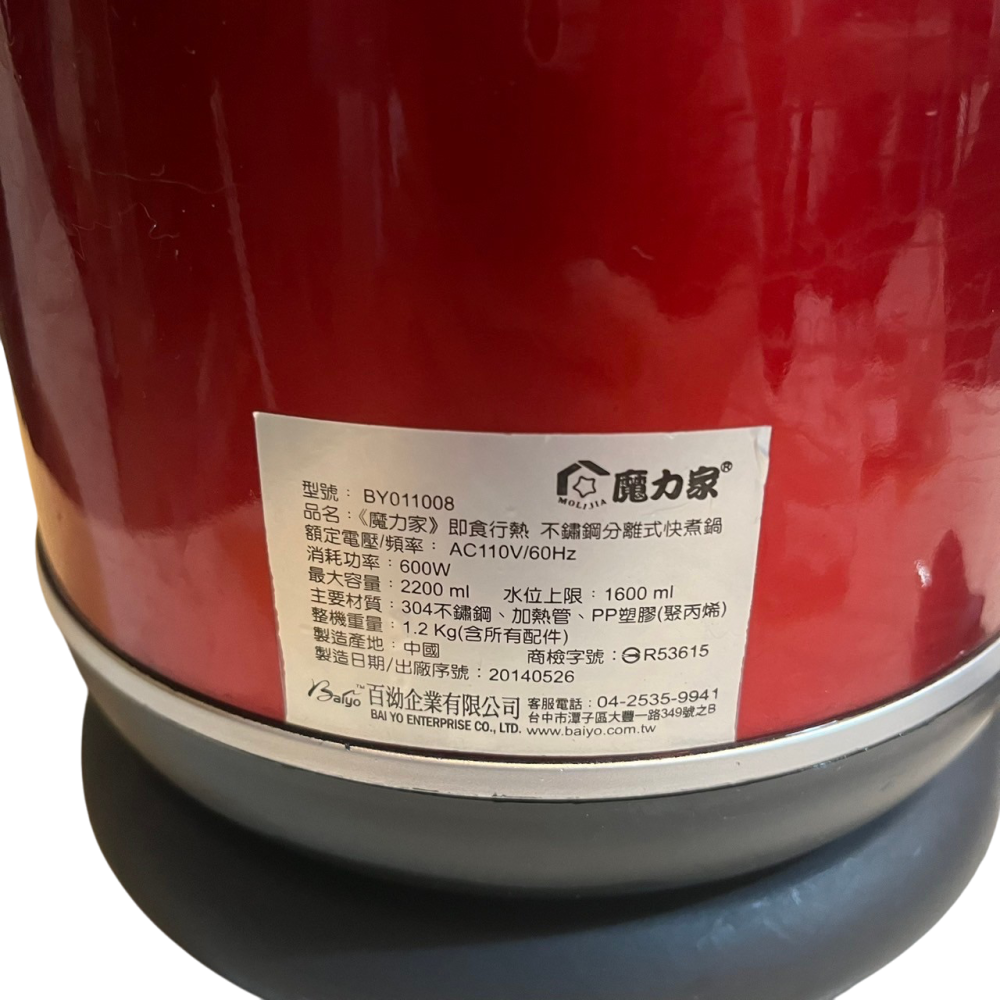 魔力家®
MOLIJIA
型號：BY011008
品名：《魔力家》即食行熱 不鏽鋼分離式快煮鍋
額定電壓/頻率：AC110V/60Hz
消耗功率：600W
最大容量：2200 ml 水位上限：1600 ml
主要材質：304不鏽鋼、加熱管、PP塑膠(聚丙烯)
整機重量：1.2 Kg(含所有配件)
製造產地：中國 商檢字號：R53615
製造日期/出廠序號：20140526
Baiyo™ 百泑企業有限公司 客服電話：04-2535-9941
台中市潭子區大豐一路349號之B
BAI YO ENTERPRISE CO., LTD. www.baiyo.com.tw